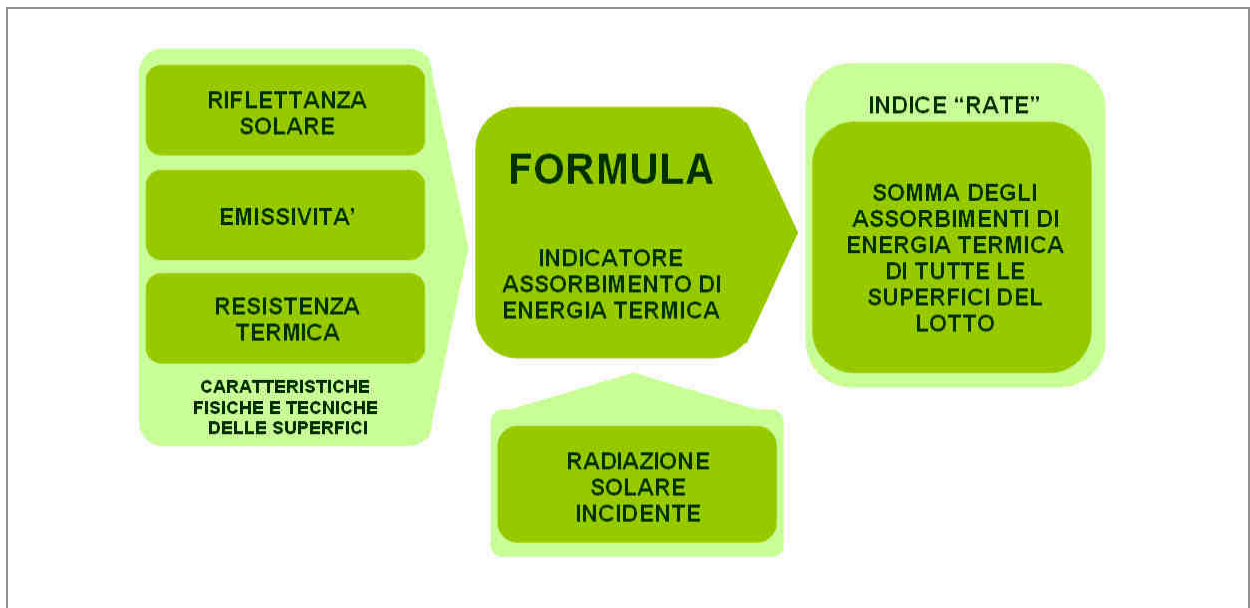 RIFLETTANZA
SOLARE
EMISSIVITA'
RESISTENZA
TERMICA
CARATTERISTICHE
FISICHE E TECNICHE
DELLE SUPERFICI
FORMULA
INDICATORE
ASSORBIMENTO DI
ENERGIA TERMICA
RADIAZIONE
SOLARE
INCIDENTE
INDICE “RATE”
SOMMA DEGLI
ASSORBIMENTI DI
ENERGIA TERMICA
DI TUTTE LE
SUPERFICI DEL
LOTTO